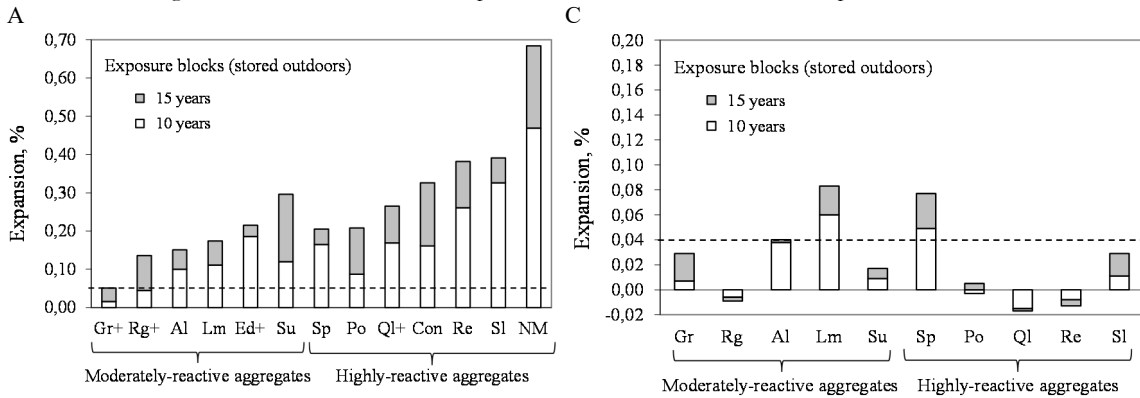 A
Expansion, %
0,70
0,60
0,50
0,40
0,30
0,20
0,10
0,00
Exposure blocks (stored outdoors)
15 years
10 years
Gr+ Rg+ Al Lm Ed+ Su Sp Po Ql+ Con Re Sl NM
Moderately-reactive aggregates Highly-reactive aggregates
C
Expansion, %
0,20
0,18
0,16
0,14
0,12
0,10
0,08
0,06
0,04
0,02
0,00
-0,02
Exposure blocks (stored outdoors)
15 years
10 years
Gr Rg Al Lm Su Sp Po Ql Re Sl
Moderately-reactive aggregates Highly-reactive aggregates